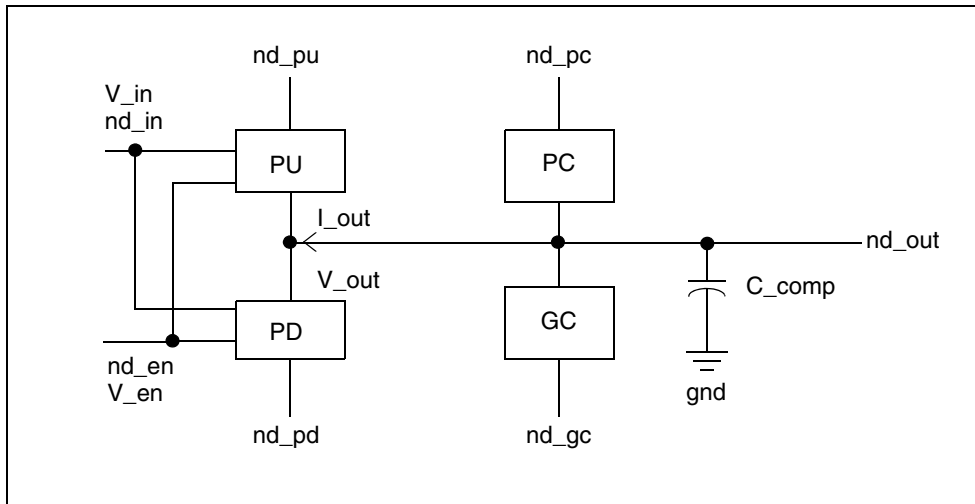 nd_pu
nd_pc
V_in
nd_in
PU
PC
I_out
nd_out
V_out
C_comp
PD
GC
nd_en
V_en
gnd
nd_pd
nd_gc